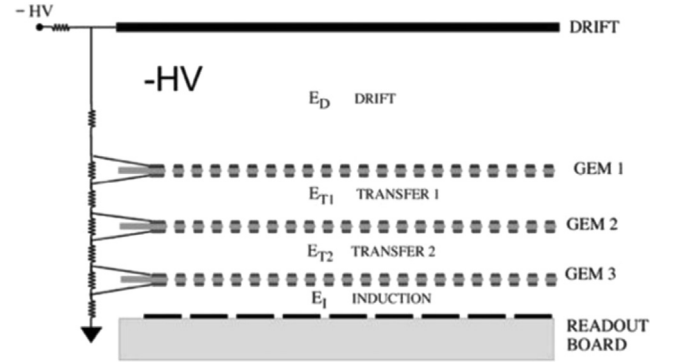 - HV
DRIFT
-HV
E_D DRIFT
GEM 1
E_T1 TRANSFER 1
GEM 2
E_T2 TRANSFER 2
GEM 3
E_I INDUCTION
READOUT
BOARD